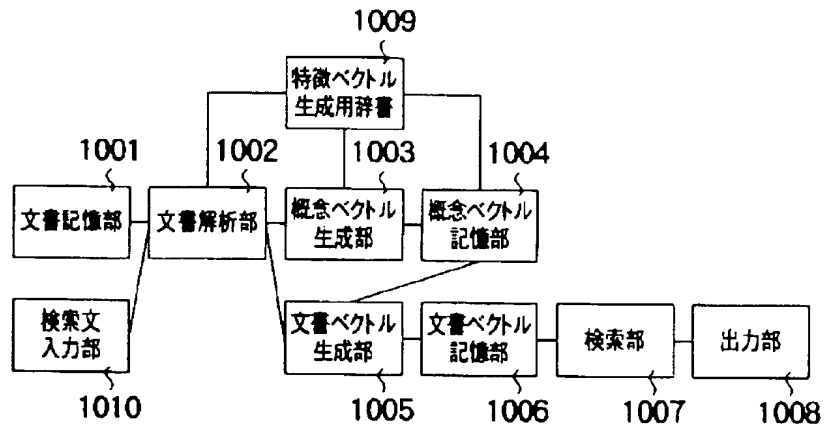 1009
特徴ベクトル
生成用辞書
1001
1002
1003
1004
文書記憶部
文書解析部
概念ベクトル
生成部
概念ベクトル
記憶部
検索文
入力部
文書ベクトル
生成部
文書ベクトル
記憶部
検索部
出力部
1010
1005
1006
1007
1008